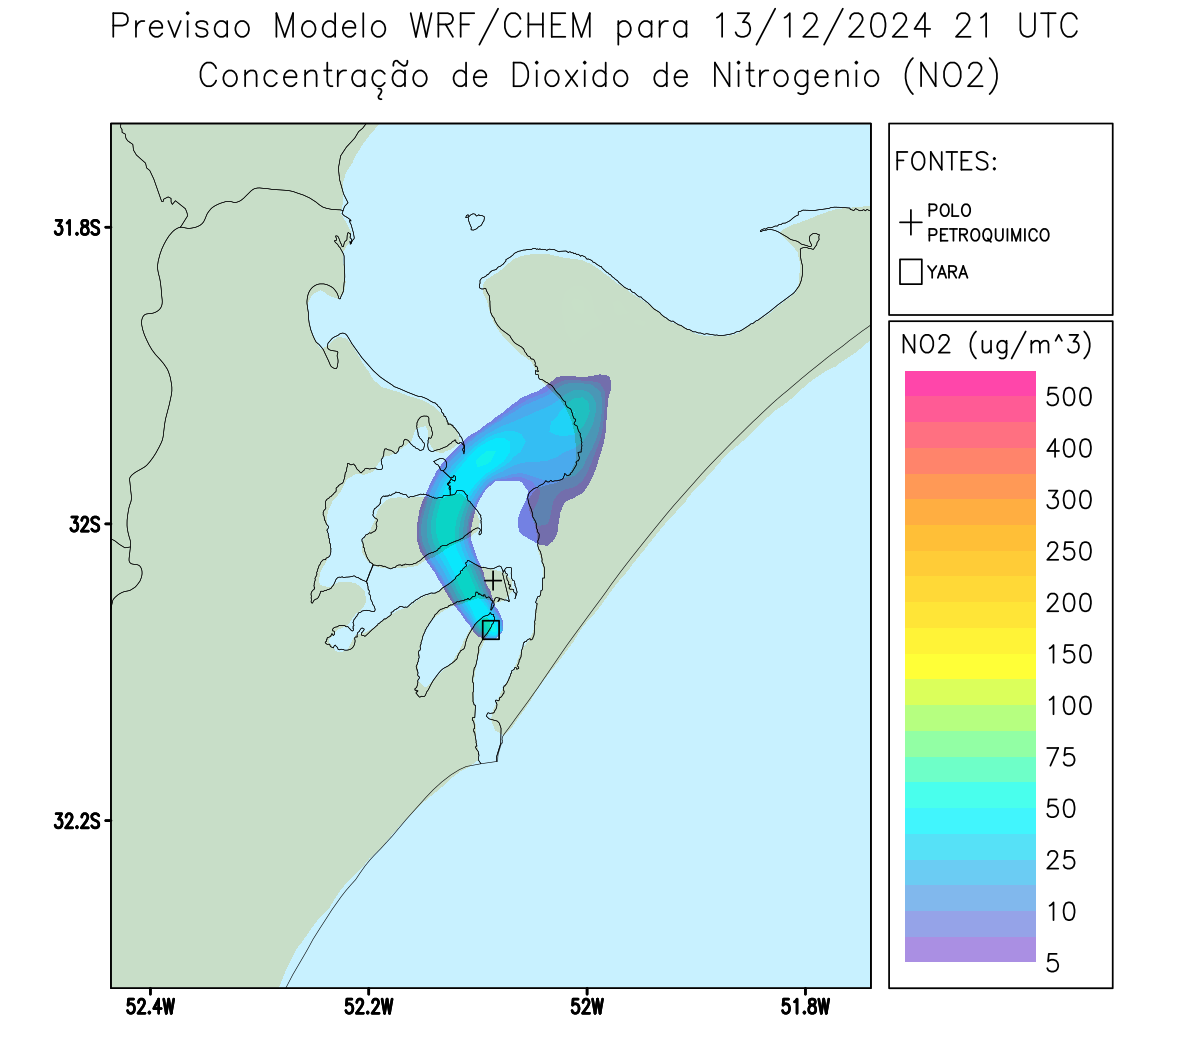 Previsao Modelo WRF/CHEM para 13/12/2024 21 UTC
Concentração de Dioxido de Nitrogenio (NO2)
FONTES:
POLO
PETROQUIMICO
YARA
NO2 (ug/m^3)
500
400
300
250
200
150
100
75
50
25
10
5
31.8S
32S
32.2S
52.4W
52.2W
52W
51.8W